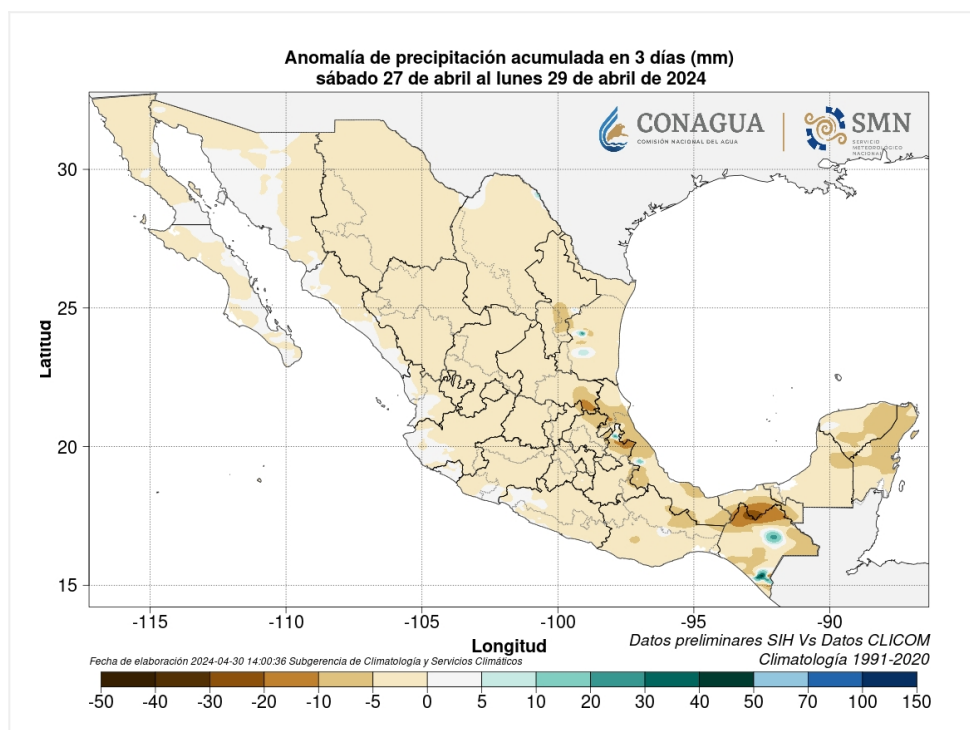 Anomalía de precipitación acumulada en 3 días (mm)
sábado 27 de abril al lunes 29 de abril de 2024
CONAGUA
COMISIÓN NACIONAL DEL AGUA
SMN
SERVICIO
METEOROLÓGICO
NACIONAL
30
25
20
15
Latitud
-115 -110 -105 -100 -95 -90
Longitud
Datos preliminares SIH Vs Datos CLICOM
Climatología 1991-2020
Fecha de elaboración 2024-04-30 14:00:36 Subgerencia de Climatología y Servicios Climáticos
-50 -40 -30 -20 -10 -5 0 5 10 20 30 40 50 70 100 150